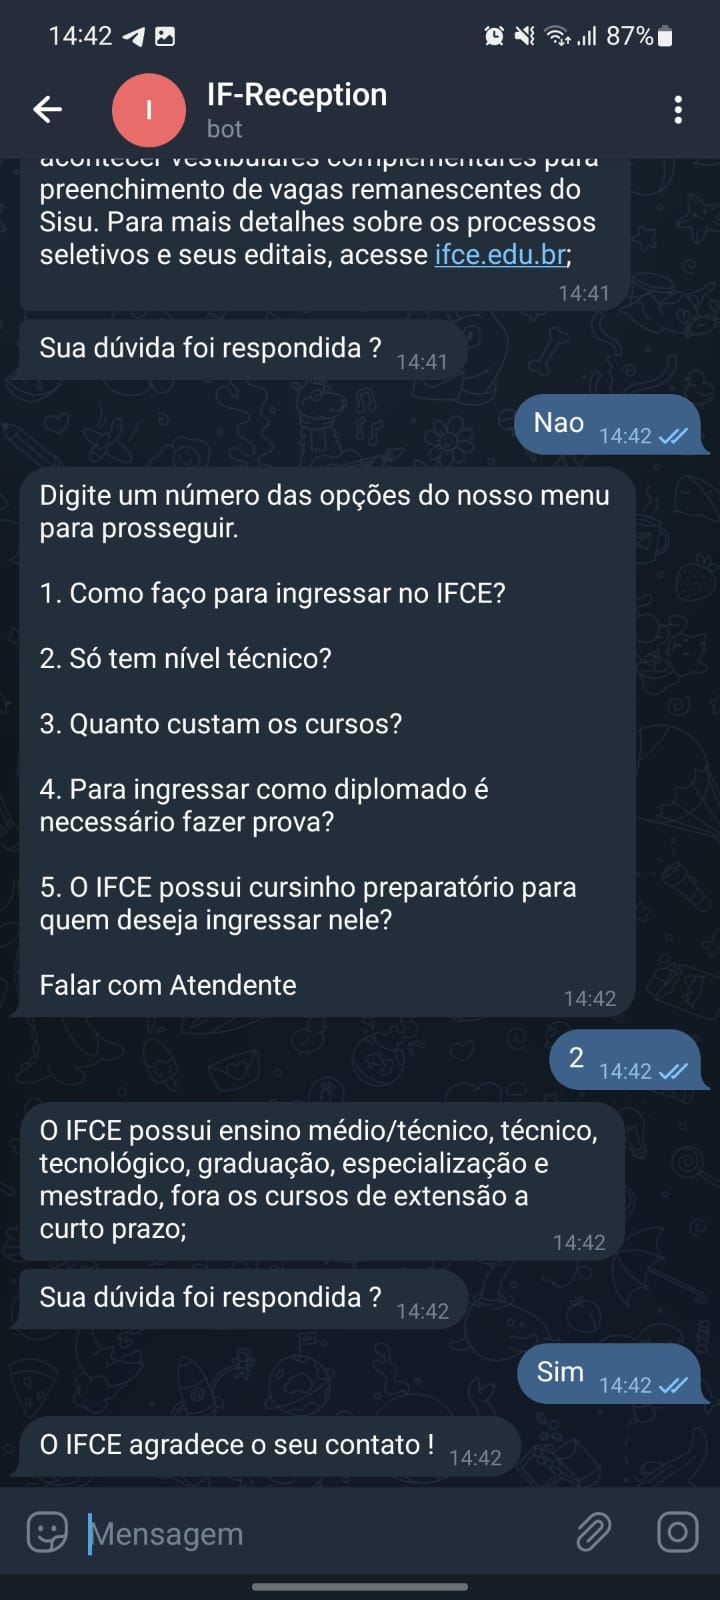 14:42
87%
IF-Reception
bot
acontecer vestibulares complementares para
preenchimento de vagas remanescentes do
Sisu. Para mais detalhes sobre os processos
seletivos e seus editais, acesse ifce.edu.br;
14:41
Sua dúvida foi respondida ? 14:41
Nao 14:42
Digite um número das opções do nosso menu
para prosseguir.
1. Como faço para ingressar no IFCE?
2. Só tem nível técnico?
3. Quanto custam os cursos?
4. Para ingressar como diplomado é
necessário fazer prova?
5. O IFCE possui cursinho preparatório para
quem deseja ingressar nele?
Falar com Atendente
14:42
2 14:42
O IFCE possui ensino médio/técnico, técnico,
tecnológico, graduação, especialização e
mestrado, fora os cursos de extensão a
curto prazo;
14:42
Sua dúvida foi respondida ? 14:42
Sim 14:42
O IFCE agradece o seu contato ! 14:42
Mensagem